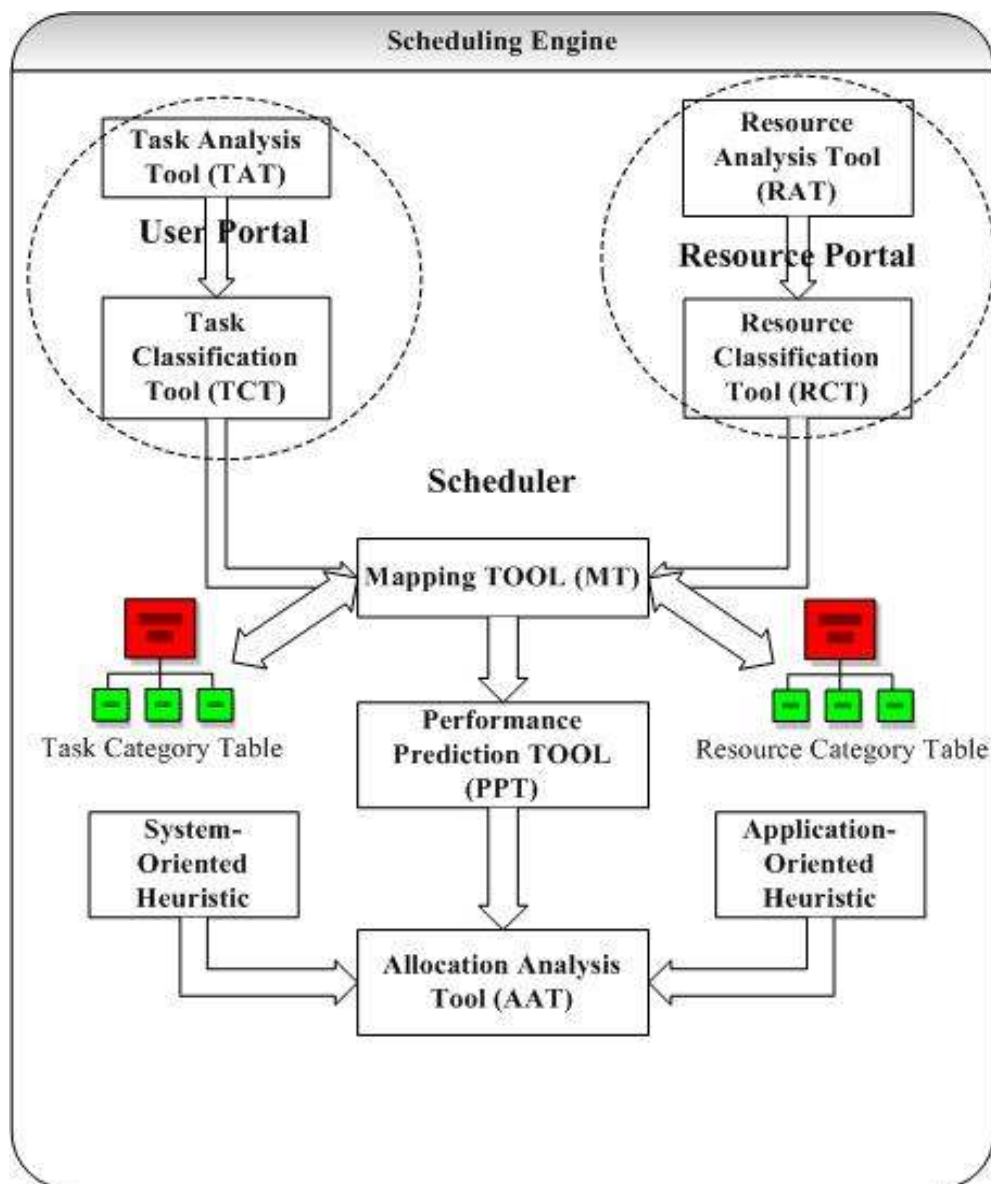 Scheduling Engine
Task Analysis
Tool (TAT)
User Portal
Task
Classification
Tool (TCT)
Resource
Analysis Tool
(RAT)
Resource Portal
Resource
Classification
Tool (RCT)
Scheduler
Mapping TOOL (MT)
Task Category Table
Resource Category Table
Performance
Prediction TOOL
(PPT)
System-
Oriented
Heuristic
Application-
Oriented
Heuristic
Allocation Analysis
Tool (AAT)